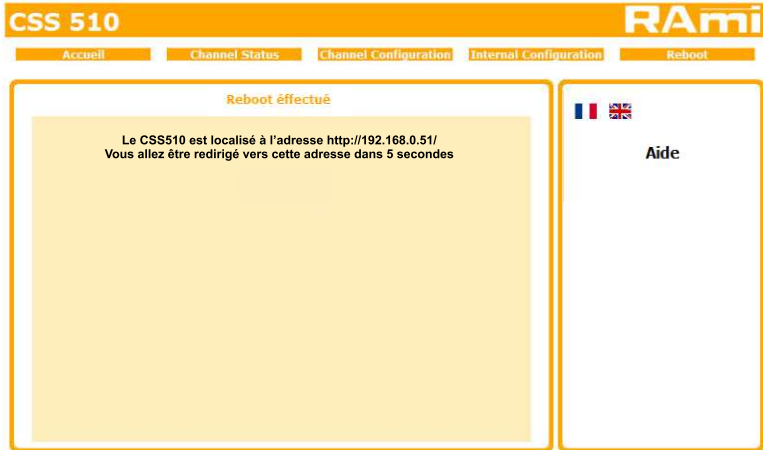 CSS 510
RAmi
Accueil
Channel Status
Channel Configuration
Internal Configuration
Reboot
Reboot éffectué
Le CSS510 est localisé à l'adresse http://192.168.0.51/
Vous allez être redirigé vers cette adresse dans 5 secondes
Aide